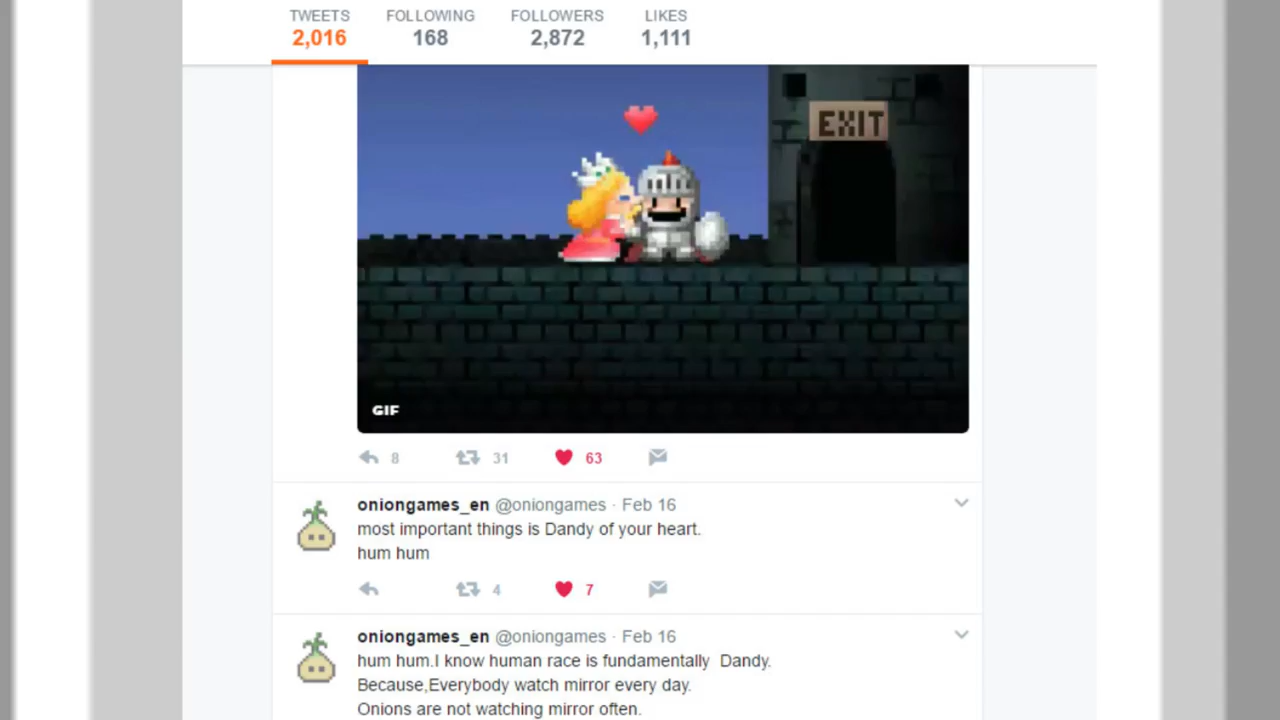 TWEETS FOLLOWING FOLLOWERS LIKES
2,016 168 2,872 1,111
EXIT
GIF
8 31 63
oniongames_en @oniongames · Feb 16
most important things is Dandy of your heart.
hum hum
4 7
oniongames_en @oniongames · Feb 16
hum hum.I know human race is fundamentally  Dandy.
Because,Everybody watch mirror every day.
Onions are not watching mirror often.